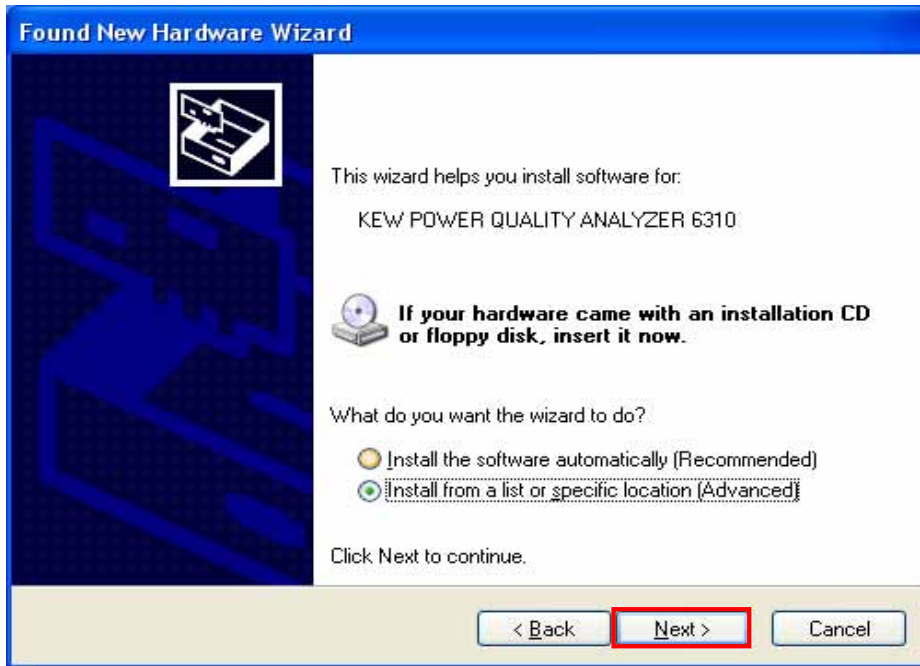 Found New Hardware Wizard
This wizard helps you install software for:
KEW POWER QUALITY ANALYZER 6310
If your hardware came with an installation CD
or floppy disk, insert it now.
What do you want the wizard to do?
Install the software automatically (Recommended)
Install from a list or specific location (Advanced)
Click Next to continue.
< Back Next > Cancel